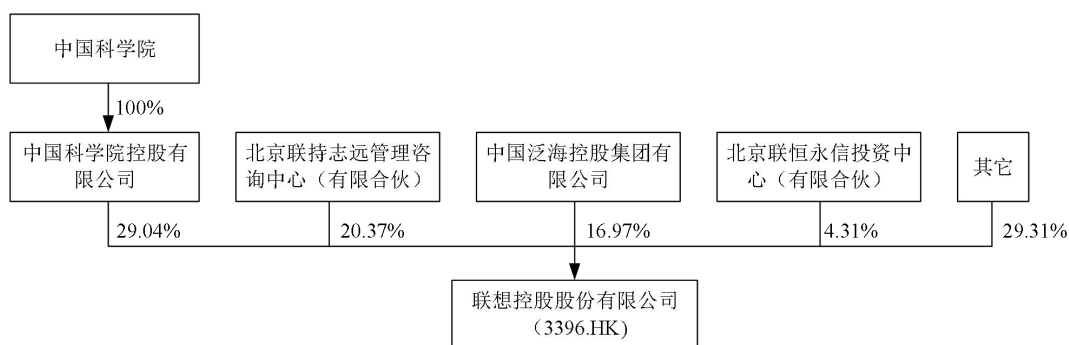 中国科学院
100%
中国科学院控股有
限公司
北京联持志远管理咨
询中心（有限合伙）
中国泛海控股集团有
限公司
北京联恒永信投资中
心（有限合伙）
其它
29.04%
20.37%
16.97%
4.31%
29.31%
联想控股股份有限公司
（3396.HK)